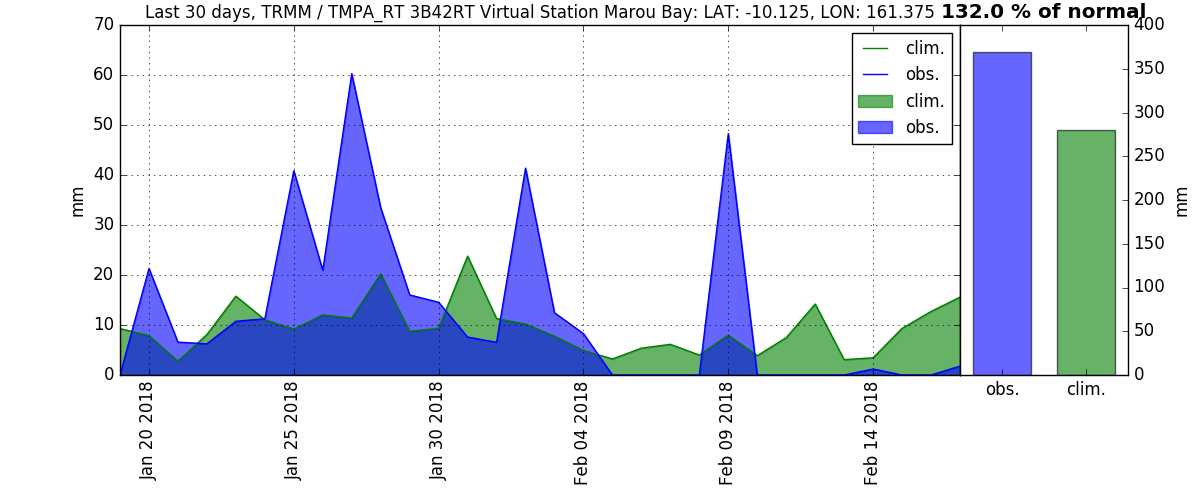 Last 30 days, TRMM / TMPA_RT 3B42RT Virtual Station Marou Bay: LAT: -10.125, LON: 161.375 132.0 % of normal
70
60
50
40
30
20
10
0
mm
clim.
obs.
clim.
obs.
Jan 20 2018
Jan 25 2018
Jan 30 2018
Feb 04 2018
Feb 09 2018
Feb 14 2018
400
350
300
250
200
150
100
50
0
mm
obs. clim.